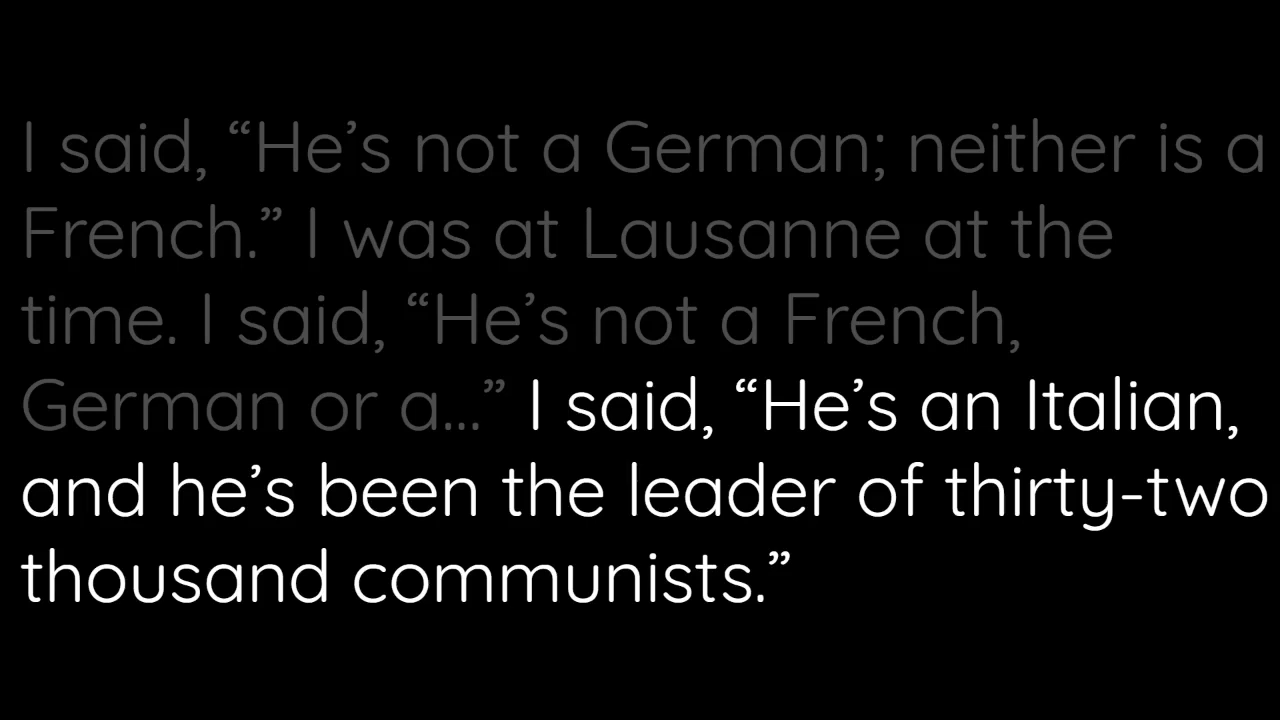 I said, “He’s not a German; neither is a
French.” I was at Lausanne at the
time. I said, “He’s not a French,
German or a...” I said, “He’s an Italian,
and he’s been the leader of thirty-two
thousand communists.”